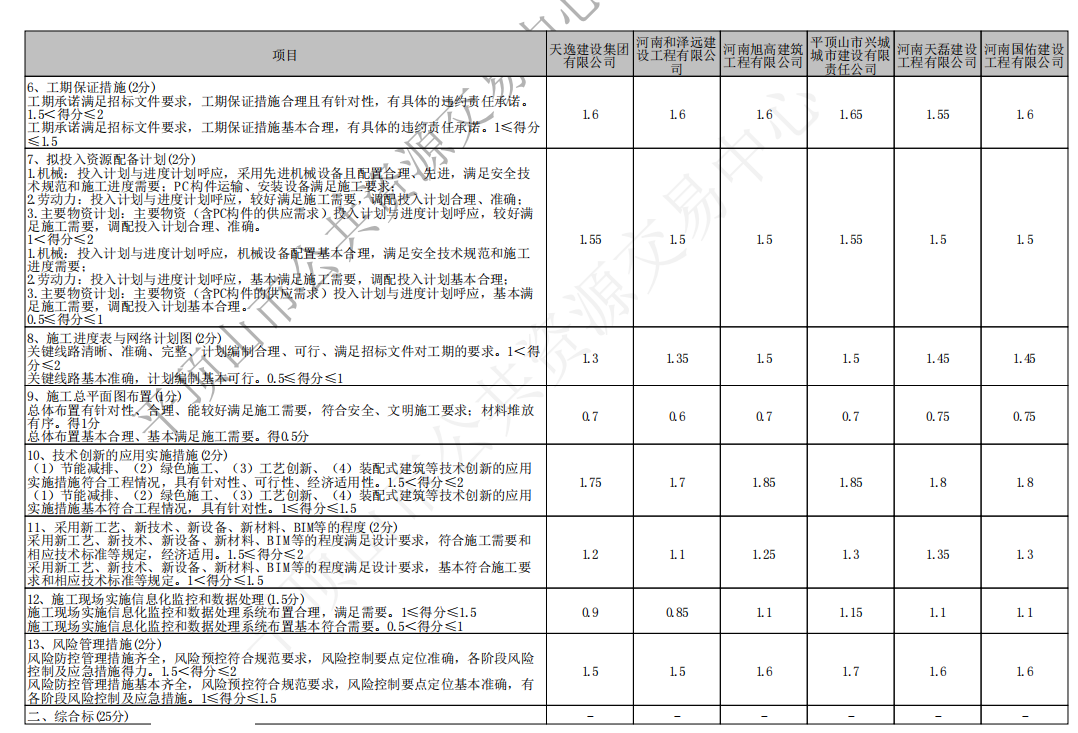 项目
天逸建设集团
有限公司
河南和泽远建
设工程有限公
司
河南旭高建筑
工程有限公司
平顶山市兴城
城市建设有限
责任公司
河南天磊建设
工程有限公司
河南国佑建设
工程有限公司
6、工期保证措施(2分)
工期承诺满足招标文件要求，工期保证措施合理且有针对性，有具体的违约责任承诺。
1.5＜得分≤2
工期承诺满足招标文件要求，工期保证措施基本合理，有具体的违约责任承诺。1≤得分
≤1.5
1.6
1.6
1.6
1.65
1.55
1.6
7、拟投入资源配备计划(2分)
1.机械：投入计划与进度计划呼应，采用先进机械设备且配置合理、先进，满足安全技
术规范和施工进度需要；PC构件运输、安装设备满足施工要求；
2.劳动力：投入计划与进度计划呼应，较好满足施工需要，调配投入计划合理、准确；
3.主要物资计划：主要物资（含PC构件的供应需求）投入计划与进度计划呼应，较好满
足施工需要，调配投入计划合理、准确。
1＜得分≤2
1.机械：投入计划与进度计划呼应，机械设备配置基本合理，满足安全技术规范和施工
进度需要；
2.劳动力：投入计划与进度计划呼应，基本满足施工需要，调配投入计划基本合理；
3.主要物资计划：主要物资（含PC构件的供应需求）投入计划与进度计划呼应，基本满
足施工需要，调配投入计划基本合理。
0.5≤得分≤1
1.55
1.5
1.5
1.55
1.5
1.5
8、施工进度表与网络计划图(2分)
关键线路清晰、准确、完整、计划编制合理、可行、满足招标文件对工期的要求。1＜得
分≤2
关键线路基本准确，计划编制基本可行。0.5≤得分≤1
1.3
1.35
1.5
1.5
1.45
1.45
9、施工总平面图布置(1分)
总体布置有针对性、合理、能较好满足施工需要，符合安全、文明施工要求；材料堆放
有序。得1分
总体布置基本合理、基本满足施工需要。得0.5分
0.7
0.6
0.7
0.7
0.75
0.75
10、技术创新的应用实施措施(2分)
（1）节能减排、（2）绿色施工、（3）工艺创新、（4）装配式建筑等技术创新的应用
实施措施符合工程情况，具有针对性、可行性、经济适用性。1.5＜得分≤2
（1）节能减排、（2）绿色施工、（3）工艺创新、（4）装配式建筑等技术创新的应用
实施措施基本符合工程情况，具有针对性。1≤得分≤1.5
1.75
1.7
1.85
1.85
1.8
1.8
11、采用新工艺、新技术、新设备、新材料、BIM等的程度(2分)
采用新工艺、新技术、新设备、新材料、BIM等的程度满足设计要求，符合施工需要和
相应技术标准等规定，经济适用。1.5≤得分≤2
采用新工艺、新技术、新设备、新材料、BIM等的程度满足设计要求，基本符合施工要
求和相应技术标准等规定。1＜得分≤1.5
1.2
1.1
1.25
1.3
1.35
1.3
12、施工现场实施信息化监控和数据处理(1.5分)
施工现场实施信息化监控和数据处理系统布置合理，满足需要。1≤得分≤1.5
施工现场实施信息化监控和数据处理系统布置基本符合需要。0.5＜得分≤1
0.9
0.85
1.1
1.15
1.1
1.1
13、风险管理措施(2分)
风险防控管理措施齐全，风险预控符合规范要求，风险控制要点定位准确，各阶段风险
控制及应急措施得力。1.5＜得分≤2
风险防控管理措施基本齐全，风险预控符合规范要求，风险控制要点定位基本准确，有
各阶段风险控制及应急措施。1≤得分≤1.5
1.5
1.5
1.6
1.7
1.6
1.6
二、综合标(25分)
－
－
－
－
－
－
平顶山市公共资源交易中心
平顶山市公共资源交易中心